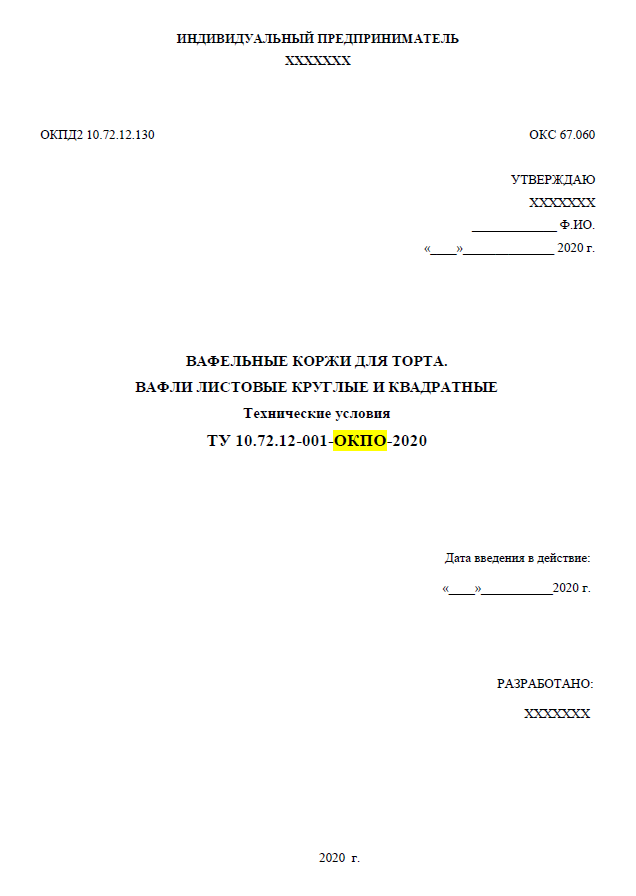 ИНДИВИДУАЛЬНЫЙ ПРЕДПРИНИМАТЕЛЬ
XXXXXXX
ОКПД2 10.72.12.130 ОКС 67.060
УТВЕРЖДАЮ
XXXXXXX
_____________ Ф.ИО.
«____»______________ 2020 г.
ВАФЕЛЬНЫЕ КОРЖИ ДЛЯ ТОРТА.
ВАФЛИ ЛИСТОВЫЕ КРУГЛЫЕ И КВАДРАТНЫЕ
Технические условия
ТУ 10.72.12-001-ОКПО-2020
Дата введения в действие:
«____»___________2020 г.
РАЗРАБОТАНО:
XXXXXXX
2020 г.